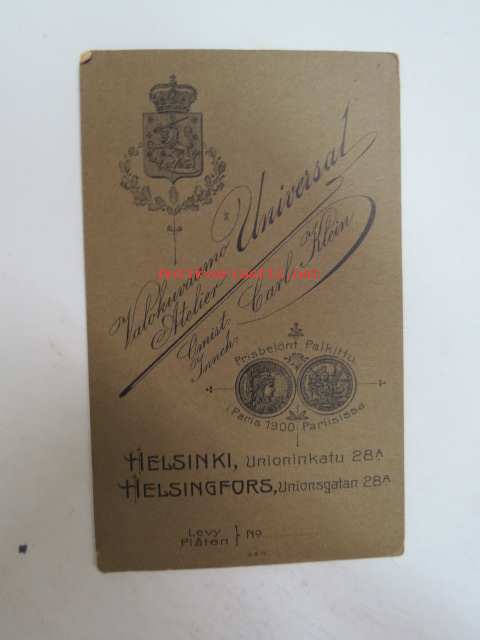 Valokuvaamo
Atelier
Universal
Omist.
Inneh.
Carl Klein
Prisbelönt Palkittu
i Paris 1900 Pariisissa
HELSINKI, Unioninkatu 28A
HELSINGFORS, Unionsgatan 28A
Levy
Plåten
} No